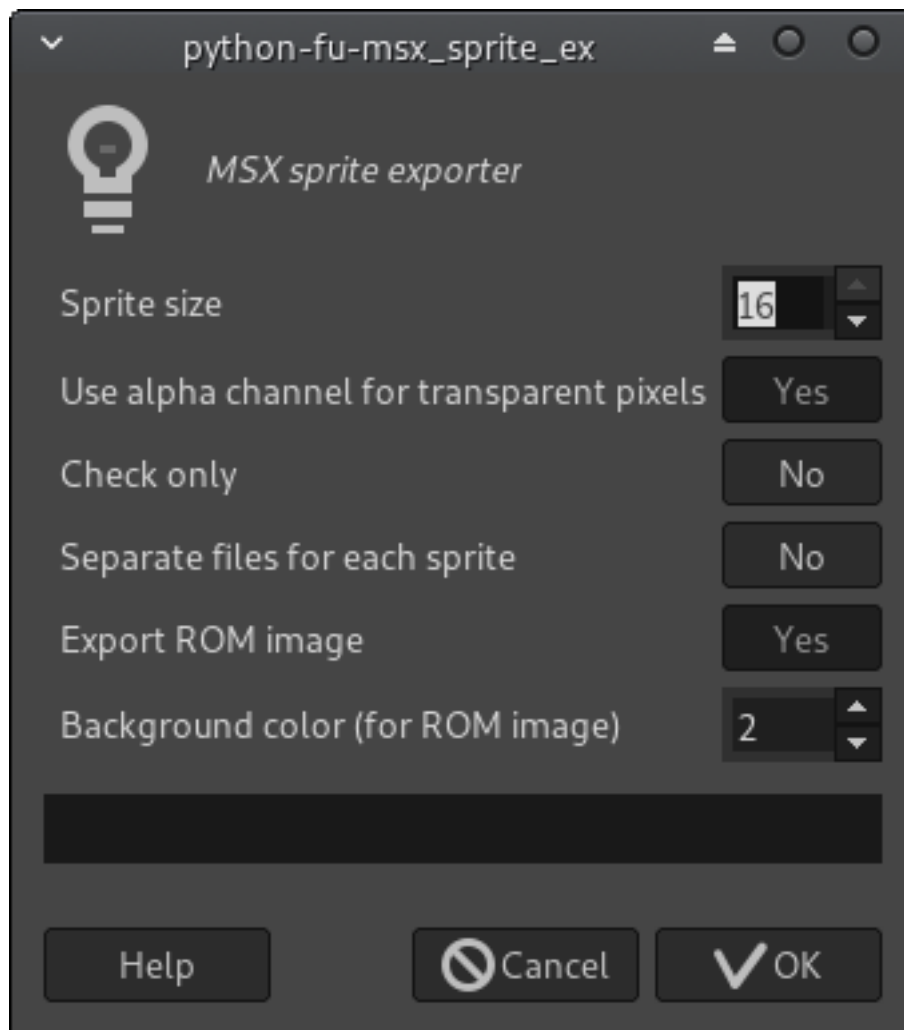 python-fu-msx_sprite_ex
MSX sprite exporter
Sprite size 16
Use alpha channel for transparent pixels Yes
Check only No
Separate files for each sprite No
Export ROM image Yes
Background color (for ROM image) 2
Help Cancel OK